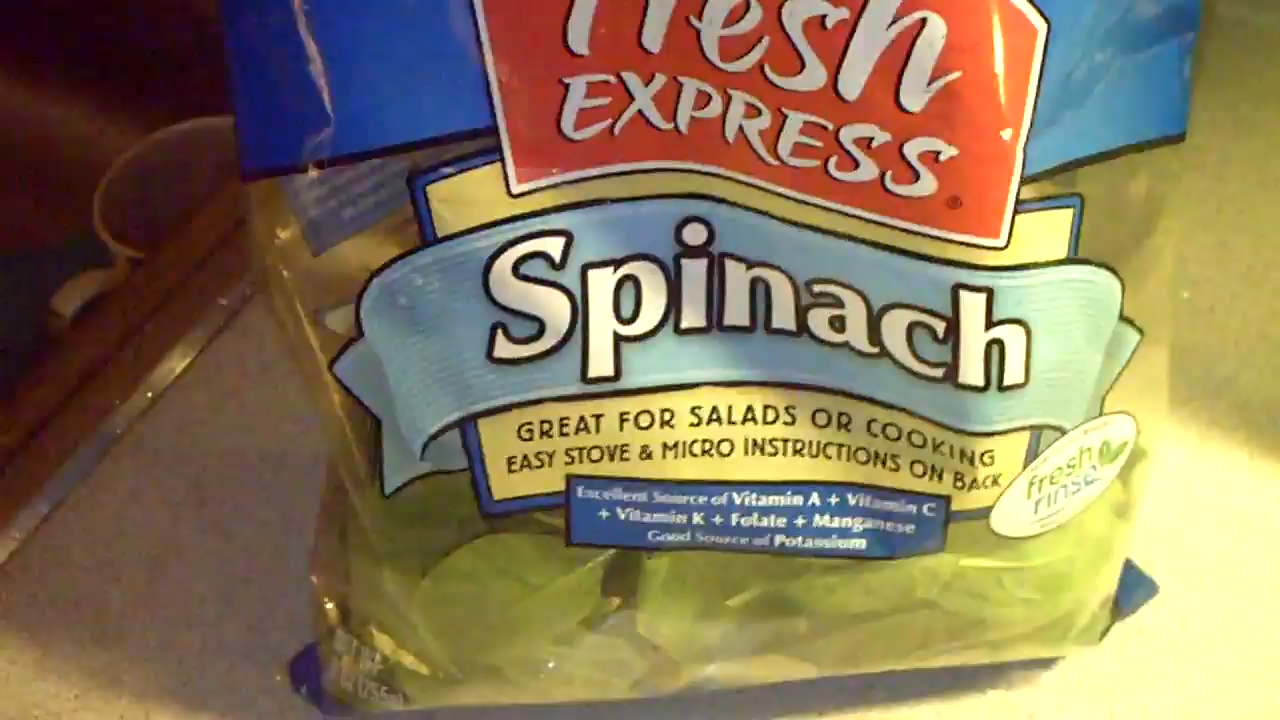 fresh
EXPRESS®
Spinach
GREAT FOR SALADS OR COOKING
EASY STOVE & MICRO INSTRUCTIONS ON BACK
fresh
rinse
Excellent Source of Vitamin A + Vitamin C
+ Vitamin K + Folate + Manganese
Good Source of Potassium